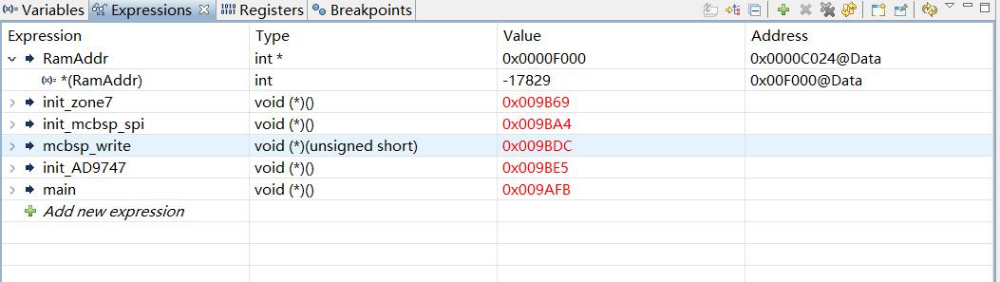 (x)= Variables Expressions Registers Breakpoints
Expression Type Value Address
RamAddr int * 0x0000F000 0x0000C024@Data
(x)= *(RamAddr) int -17829 0x00F000@Data
init_zone7 void (*)() 0x009B69
init_mcbsp_spi void (*)() 0x009BA4
mcbsp_write void (*)(unsigned short) 0x009BDC
init_AD9747 void (*)() 0x009BE5
main void (*)() 0x009AFB
Add new expression